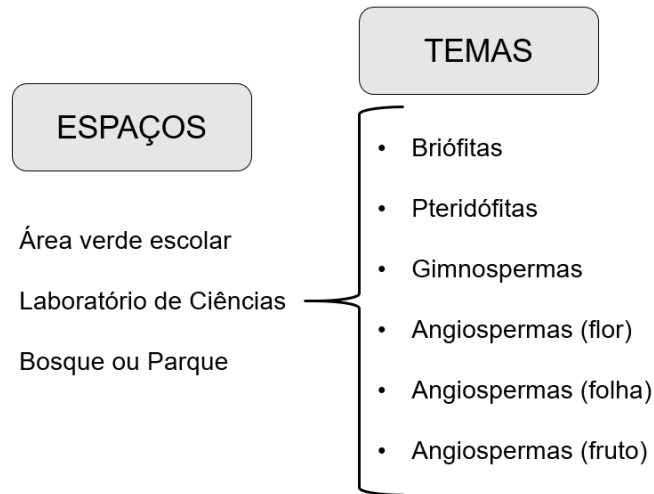 ESPAÇOS
Área verde escolar
Laboratório de Ciências
Bosque ou Parque
TEMAS
• Briófitas
• Pteridófitas
• Gimnospermas
• Angiospermas (flor)
• Angiospermas (folha)
• Angiospermas (fruto)